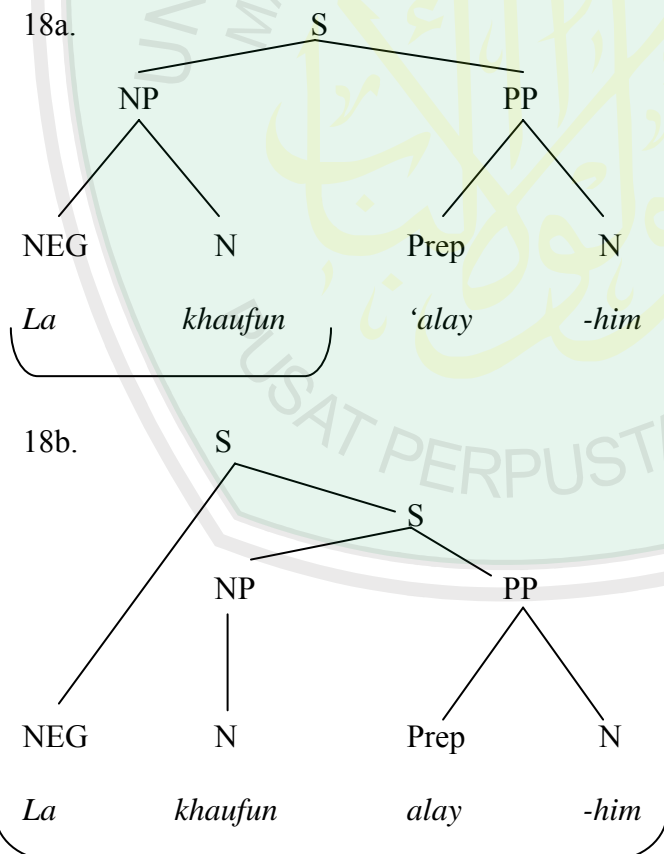 18a. S
NP PP
NEG N Prep N
La khaufun ‘alay -him
18b. S
S
NP PP
NEG N Prep N
La khaufun alay -him